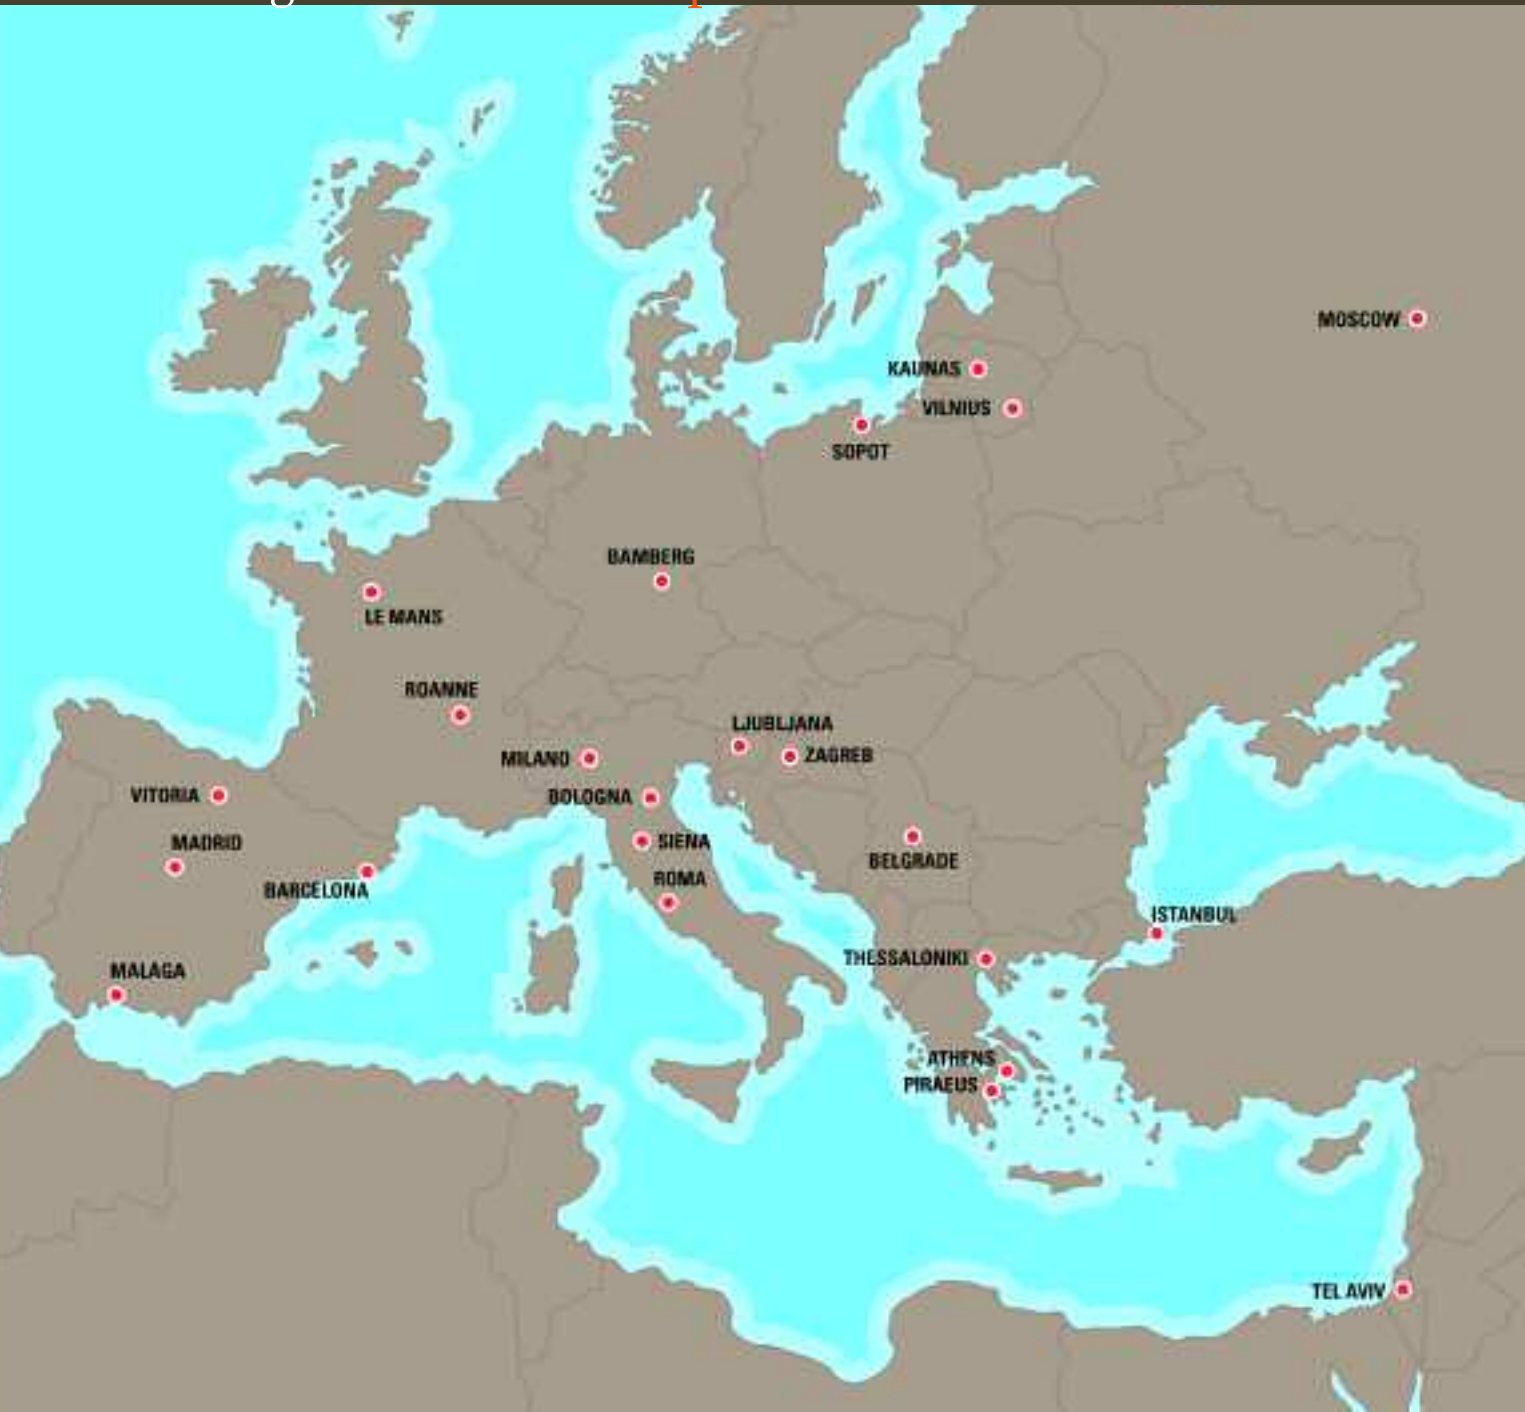 MOSCOW
KAUNAS
VILNIUS
SOPOT
BAMBERG
LE MANS
ROANNE
LJUBLJANA
MILANO
ZAGREB
VITORIA
BOLOGNA
MADRID
SIENA
BELGRADE
ROMA
BARCELONA
ISTANBUL
THESSALONIKI
MALAGA
ATHENS
PIRAEUS
TEL AVIV